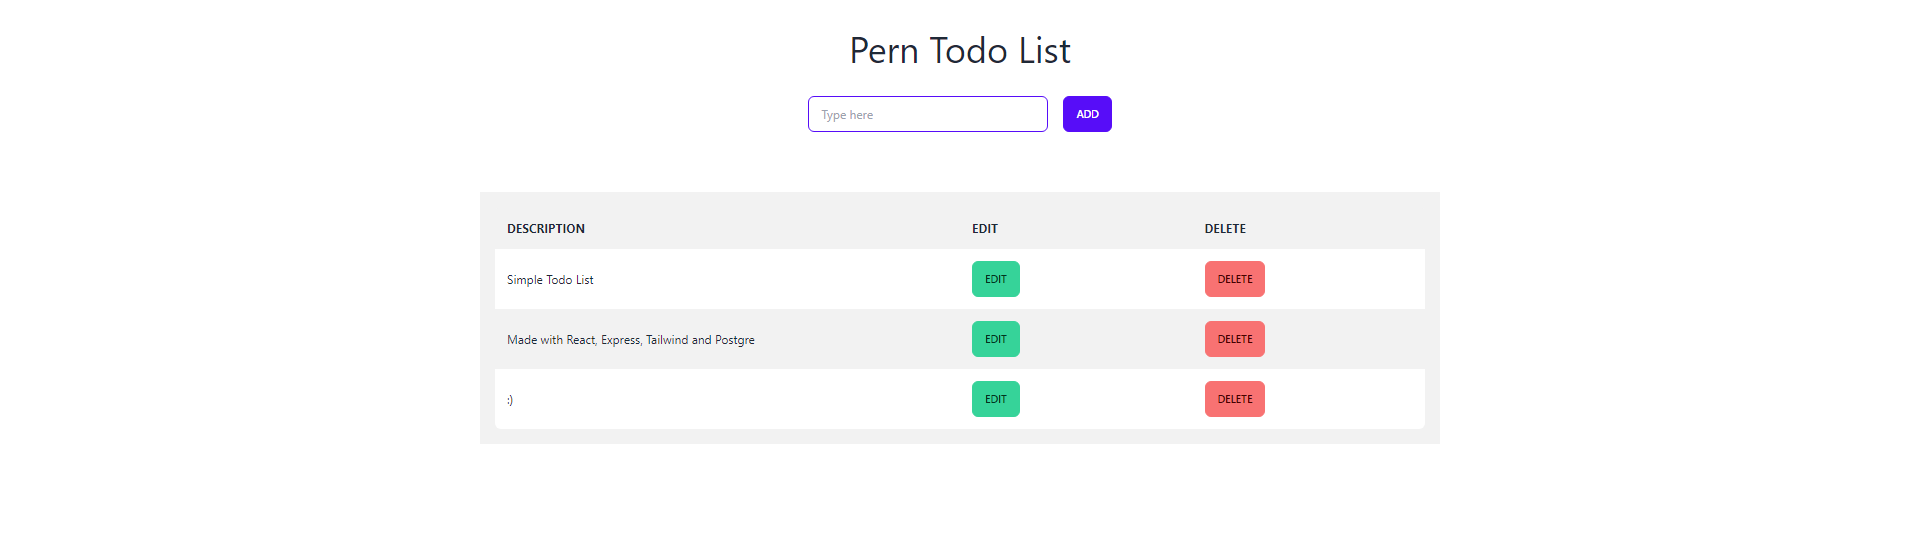 Pern Todo List
Type here
ADD
DESCRIPTION EDIT DELETE
Simple Todo List EDIT DELETE
Made with React, Express, Tailwind and Postgre EDIT DELETE
:) EDIT DELETE